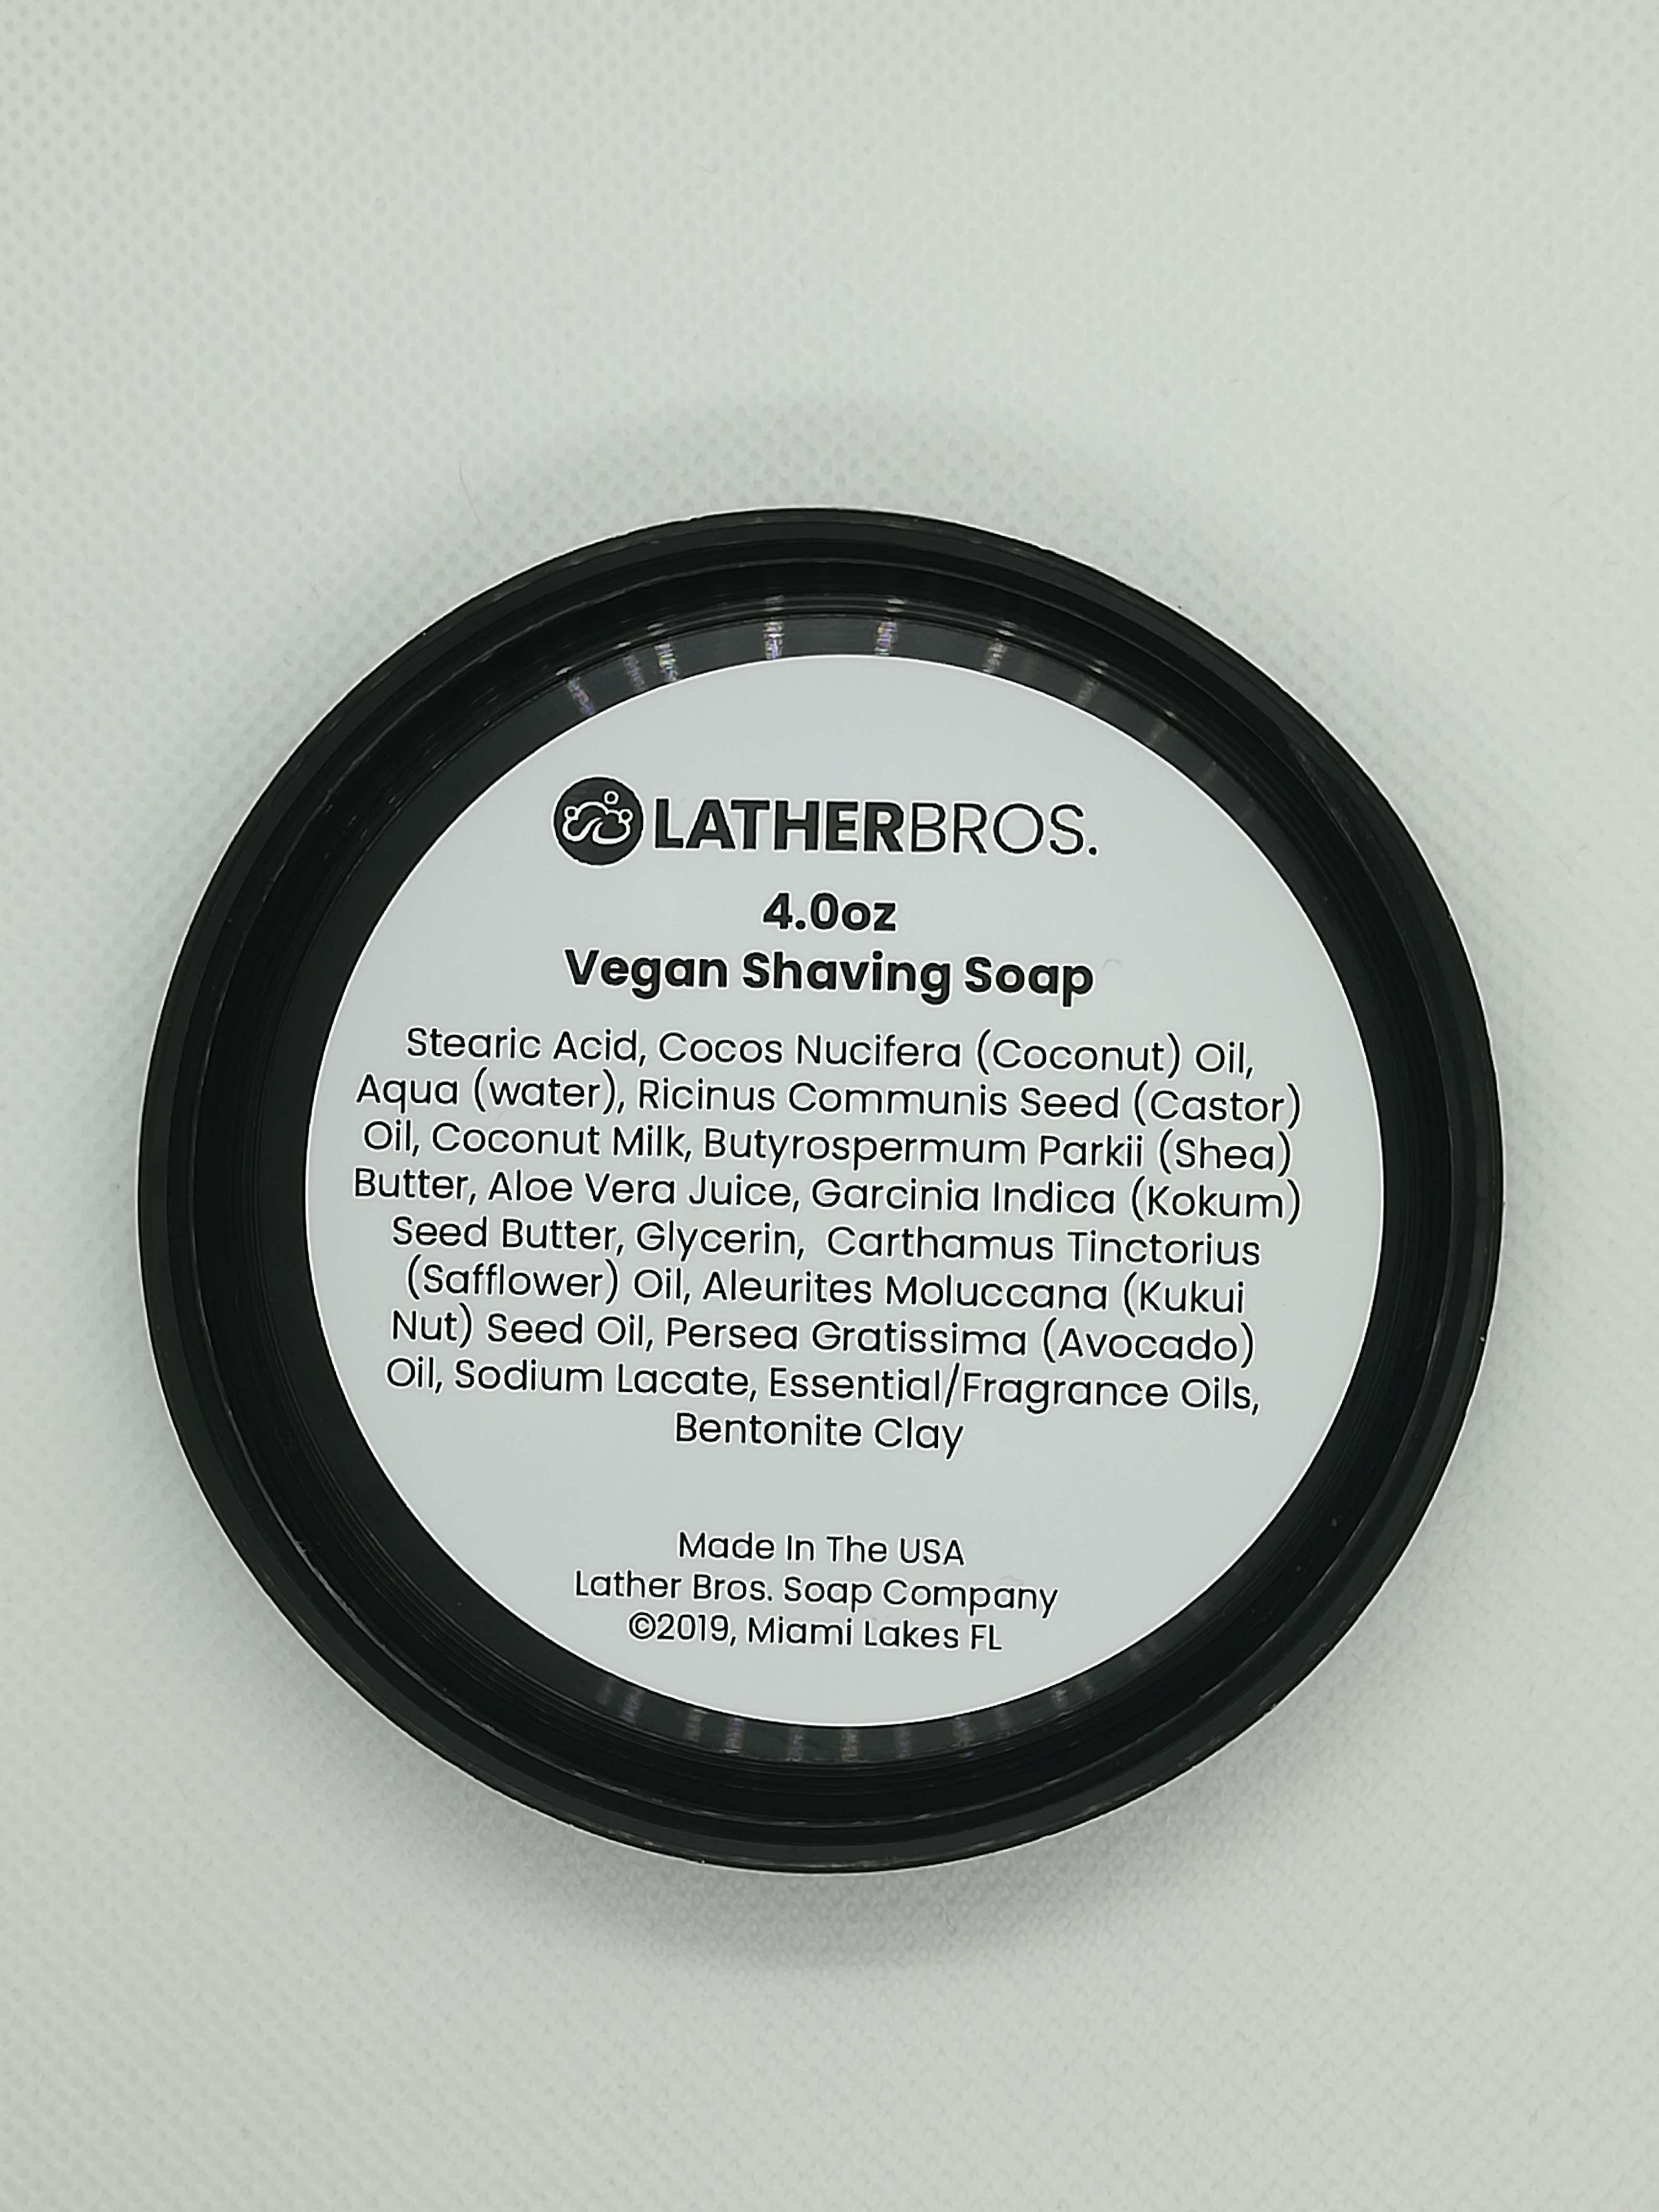 LATHERBROS.
4.0oz
Vegan Shaving Soap
Stearic Acid, Cocos Nucifera (Coconut) Oil,
Aqua (water), Ricinus Communis Seed (Castor)
Oil, Coconut Milk, Butyrospermum Parkii (Shea)
Butter, Aloe Vera Juice, Garcinia Indica (Kokum)
Seed Butter, Glycerin, Carthamus Tinctorius
(Safflower) Oil, Aleurites Moluccana (Kukui
Nut) Seed Oil, Persea Gratissima (Avocado)
Oil, Sodium Lacate, Essential/Fragrance Oils,
Bentonite Clay
Made In The USA
Lather Bros. Soap Company
©2019, Miami Lakes FL